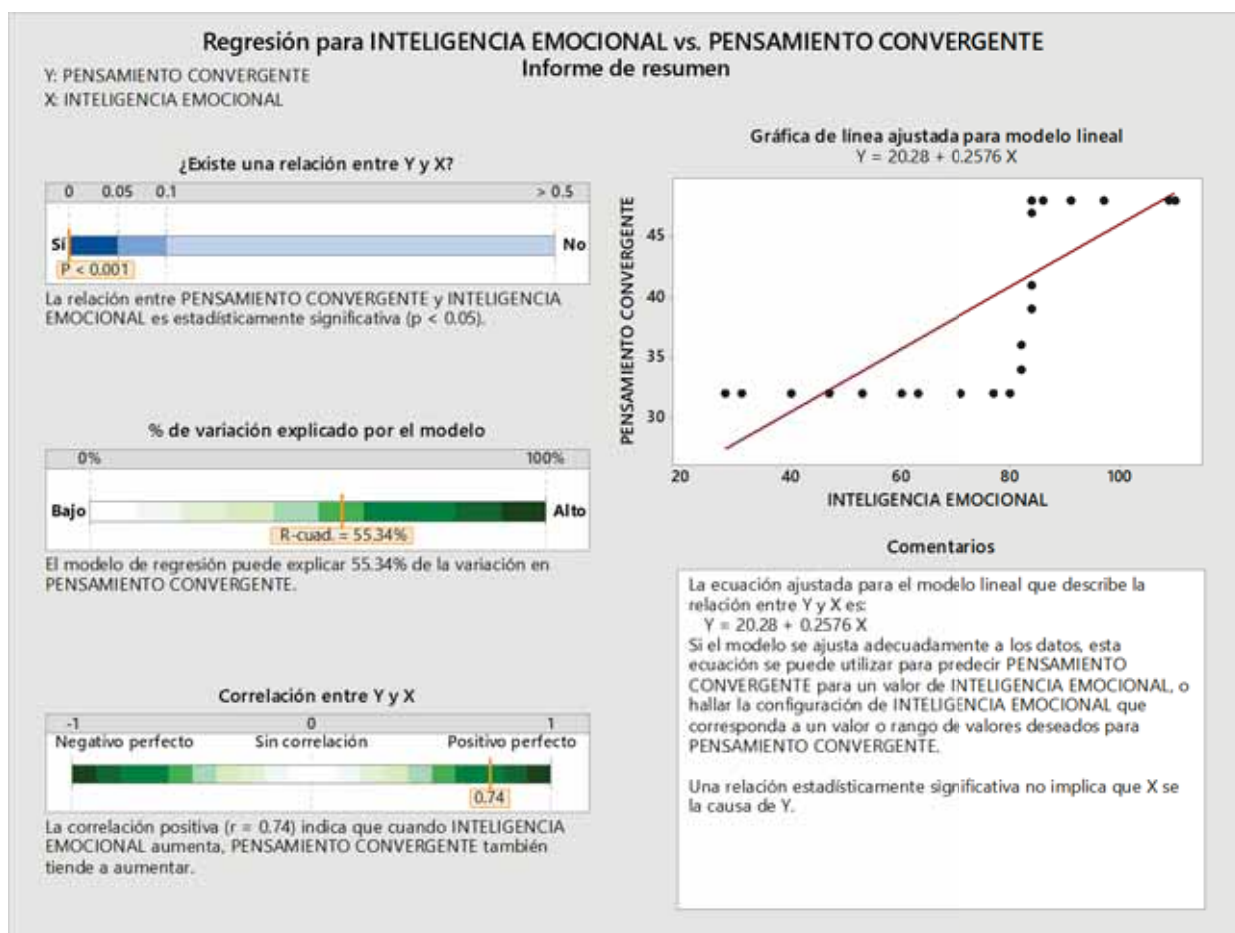 Regresión para INTELIGENCIA EMOCIONAL vs. PENSAMIENTO CONVERGENTE
Informe de resumen
Y: PENSAMIENTO CONVERGENTE
X: INTELIGENCIA EMOCIONAL
¿Existe una relación entre Y y X?
0 0.05 0.1 > 0.5
Sí No
P < 0.001
La relación entre PENSAMIENTO CONVERGENTE y INTELIGENCIA
EMOCIONAL es estadísticamente significativa (p < 0.05).
% de variación explicado por el modelo
0% 100%
Bajo Alto
R-cuad. = 55.34%
El modelo de regresión puede explicar 55.34% de la variación en
PENSAMIENTO CONVERGENTE.
Correlación entre Y y X
-1 0 1
Negativo perfecto Sin correlación Positivo perfecto
0.74
La correlación positiva (r = 0.74) indica que cuando INTELIGENCIA
EMOCIONAL aumenta, PENSAMIENTO CONVERGENTE también
tiende a aumentar.
Gráfica de línea ajustada para modelo lineal
Y = 20.28 + 0.2576 X
PENSAMIENTO CONVERGENTE
45
40
35
30
20 40 60 80 100
INTELIGENCIA EMOCIONAL
Comentarios
La ecuación ajustada para el modelo lineal que describe la
relación entre Y y X es:
Y = 20.28 + 0.2576 X
Si el modelo se ajusta adecuadamente a los datos, esta
ecuación se puede utilizar para predecir PENSAMIENTO
CONVERGENTE para un valor de INTELIGENCIA EMOCIONAL, o
hallar la configuración de INTELIGENCIA EMOCIONAL que
corresponda a un valor o rango de valores deseados para
PENSAMIENTO CONVERGENTE.
Una relación estadísticamente significativa no implica que X se
la causa de Y.